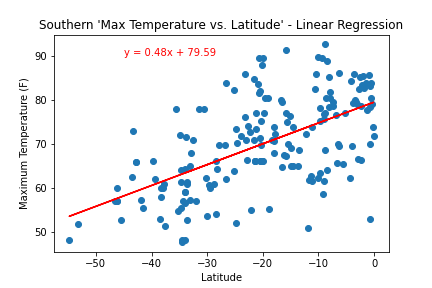 Southern 'Max Temperature vs. Latitude' - Linear Regression
y = 0.48x + 79.59
Maximum Temperature (F)
90
80
70
60
50
−50
−40
−30
−20
−10
0
Latitude